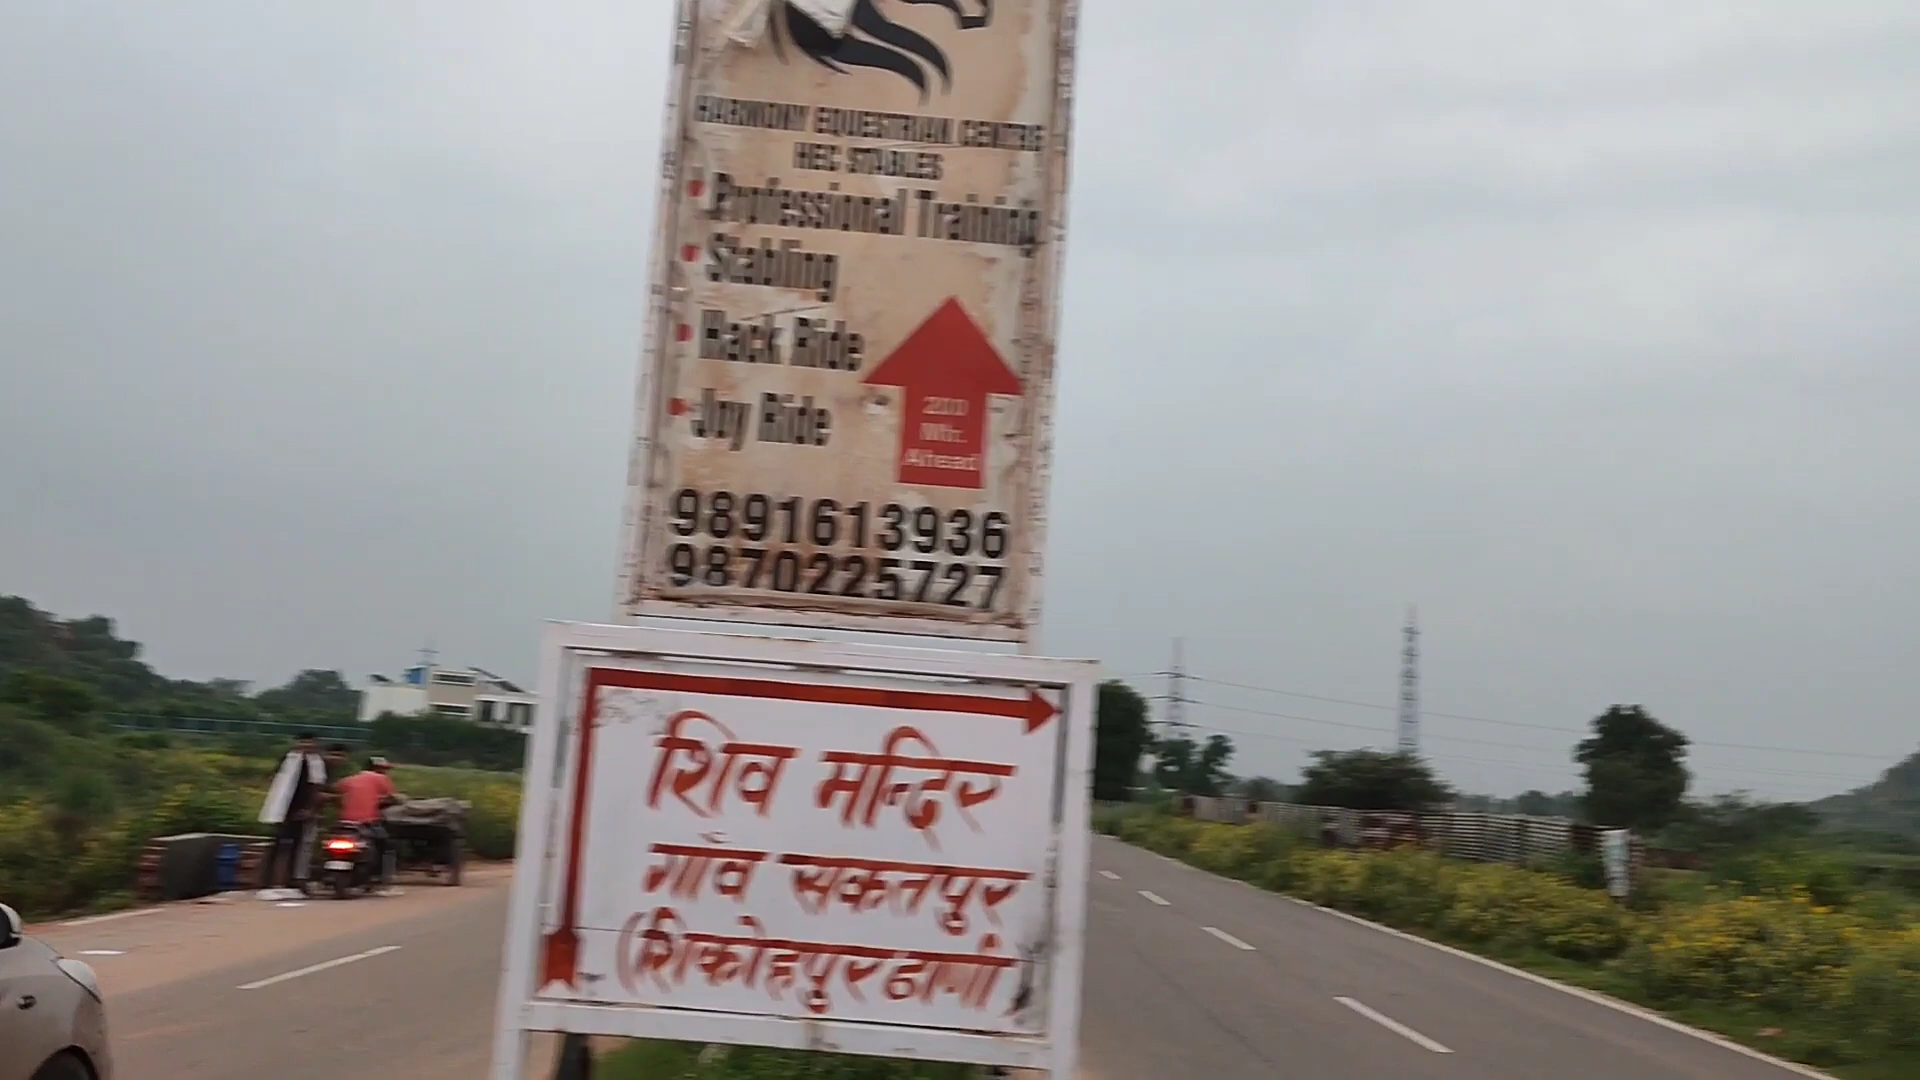 HARMONY EQUESTRIAN CENTRE
HEC STABLES
Professional Training
Stabling
Hack Ride
Joy Ride
200
Mtr.
Ahead
9891613936
9870225727
शिव मन्दिर
गाँव सकतपुर
(शिकोहपुर ढाणी)